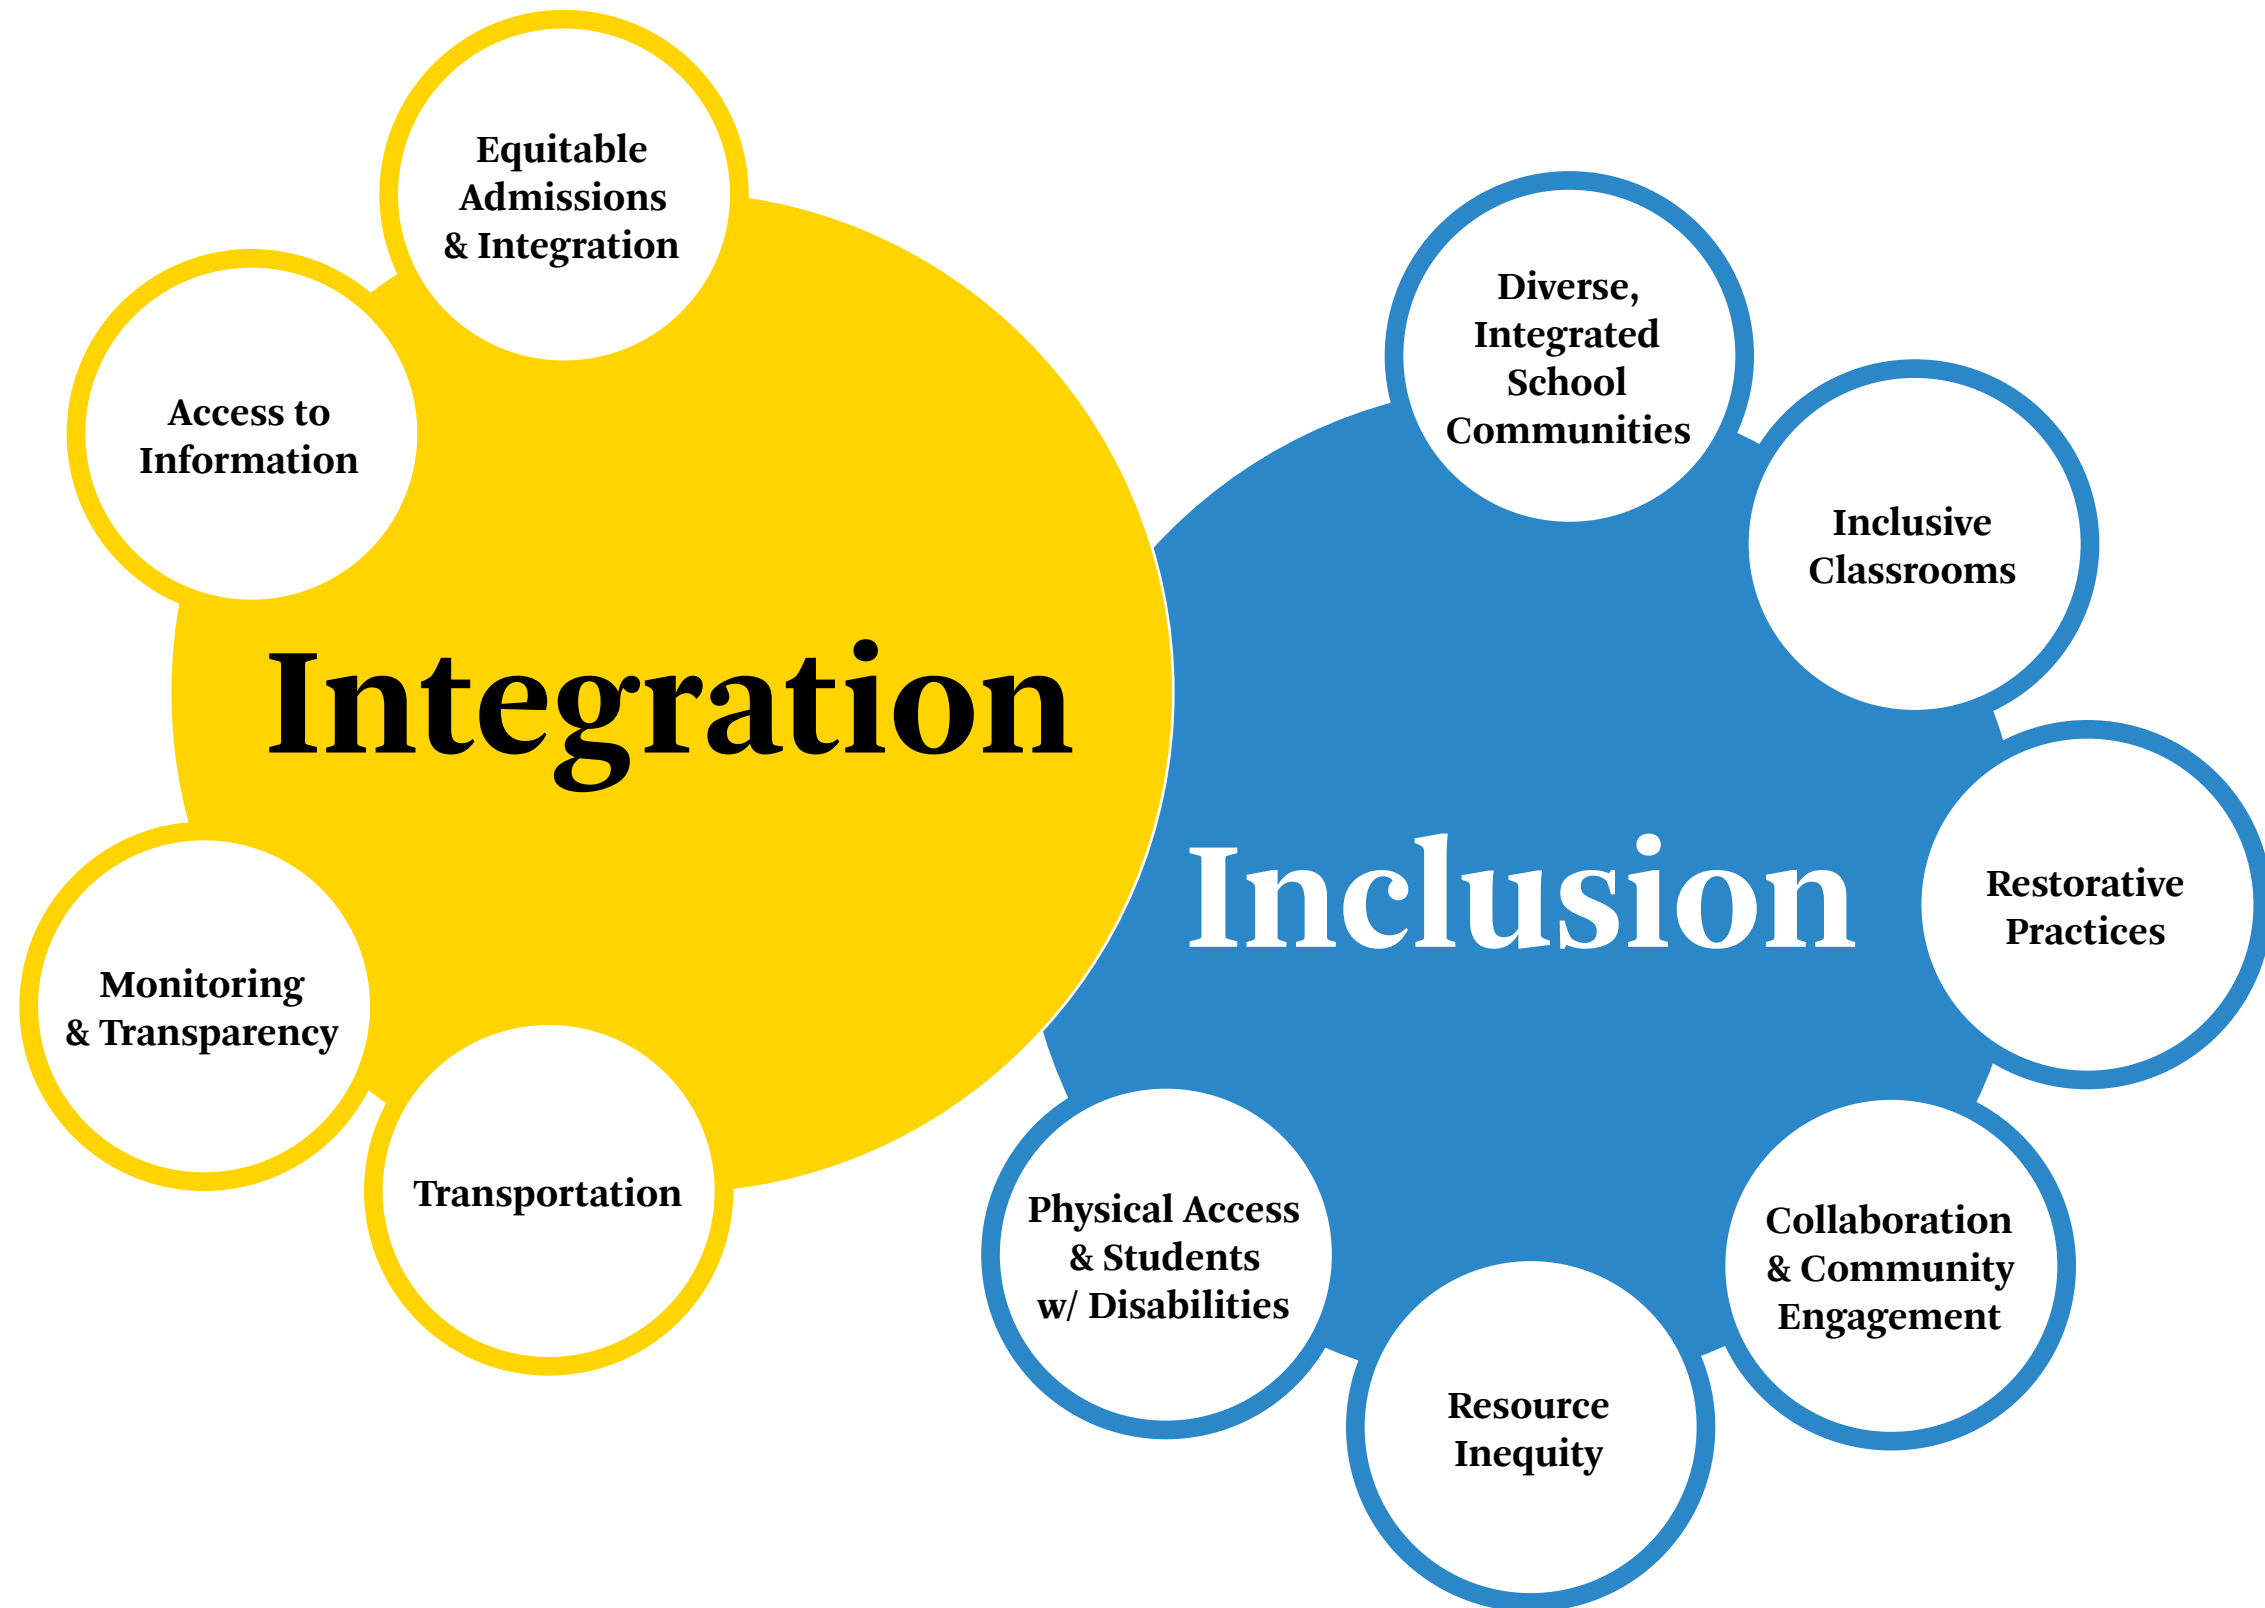 Equitable
Admissions
& Integration
Access to
Information
Integration
Monitoring
& Transparency
Transportation
Diverse,
Integrated
School
Communities
Inclusive
Classrooms
Restorative
Practices
Inclusion
Collaboration
& Community
Engagement
Resource
Inequity
Physical Access
& Students
w/ Disabilities